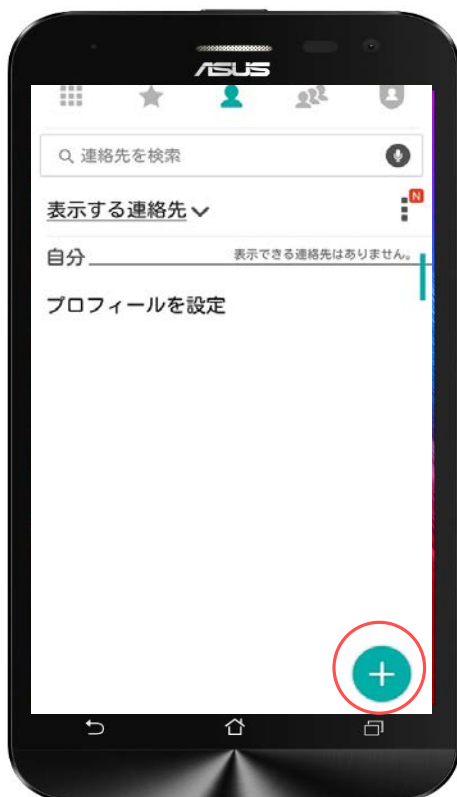 ASUS
連絡先を検索
表示する連絡先
N
自分
表示できる連絡先はありません。
プロフィールを設定